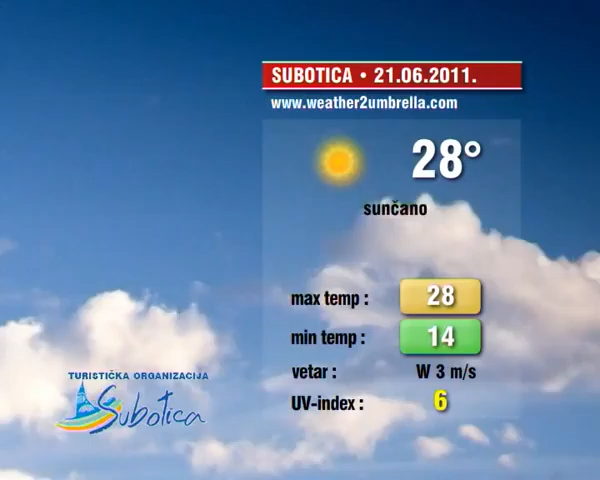 SUBOTICA • 21.06.2011.
www.weather2umbrella.com
28°
sunčano
max temp : 28
min temp : 14
vetar : W 3 m/s
UV-index : 6
TURISTIČKA ORGANIZACIJA
Subotica